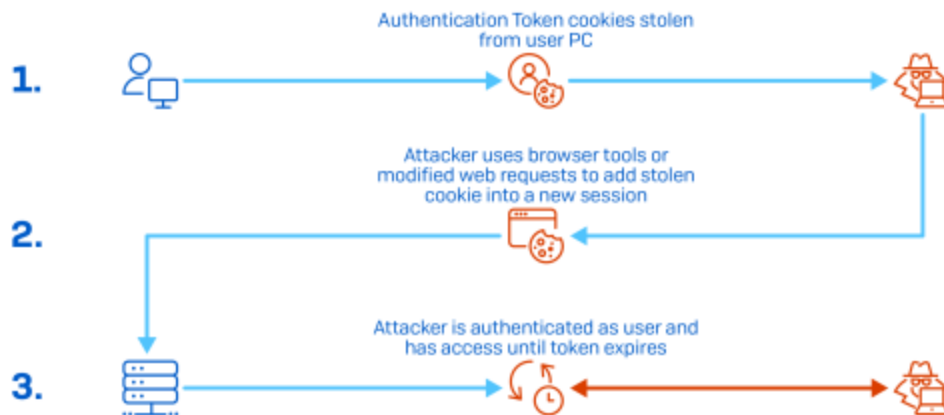 Authentication Token cookies stolen
from user PC
1.
Attacker uses browser tools or
modified web requests to add stolen
cookie into a new session
2.
Attacker is authenticated as user and
has access until token expires
3.